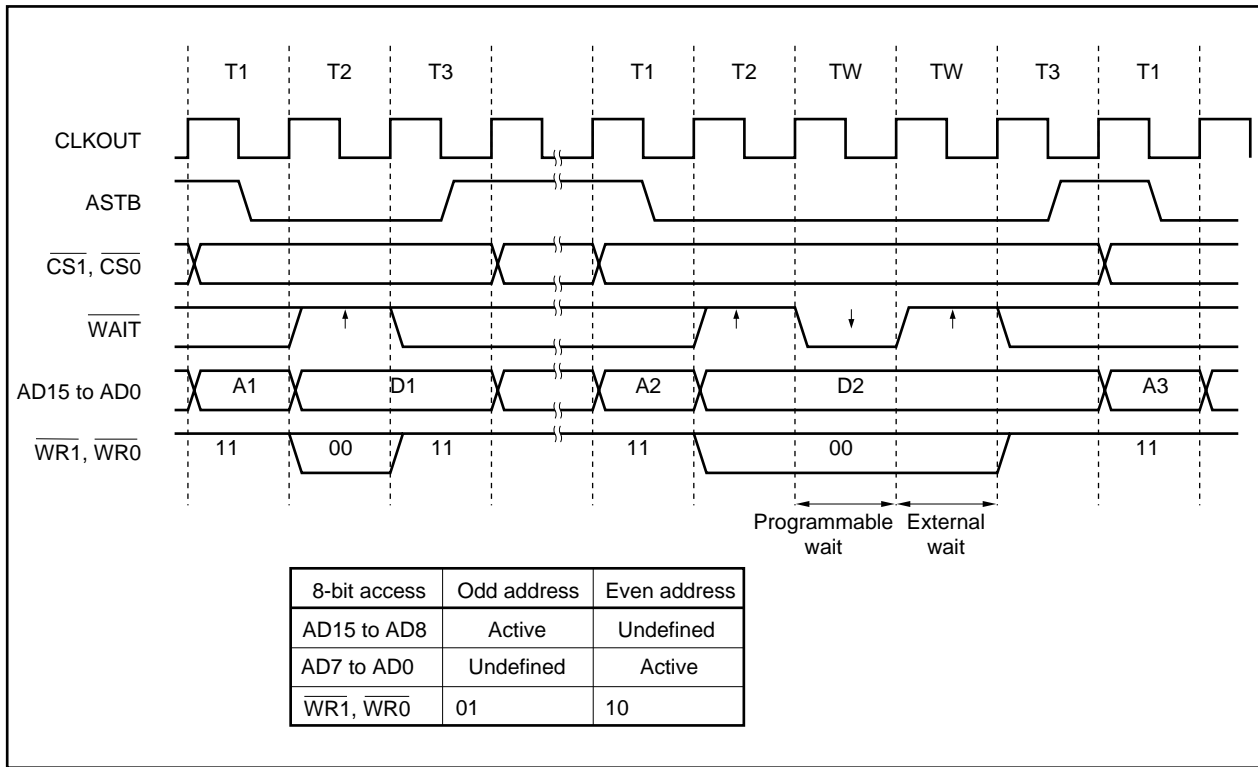 T1 T2 T3 T1 T2 TW TW T3 T1
CLKOUT
ASTB
CS1, CS0
WAIT
AD15 to AD0 A1 D1 A2 D2 A3
WR1, WR0 11 00 11 11 00 11
Programmable wait
External wait
8-bit access Odd address Even address
AD15 to AD8 Active Undefined
AD7 to AD0 Undefined Active
WR1, WR0 01 10